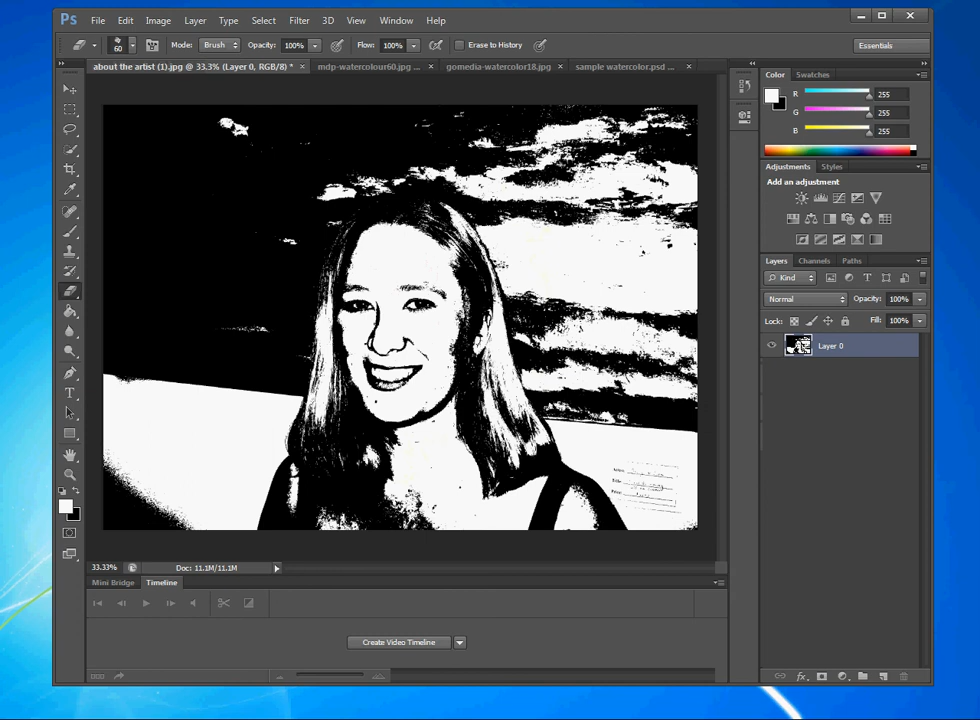 Ps File Edit Image Layer Type Select Filter 3D View Window Help
60 Mode: Brush Opacity: 100% Flow: 100% Erase to History Essentials
about the artist (1).jpg @ 33.3% (Layer 0, RGB/8) * × mdp-watercolour60.jpg ... × gomedia-watercolor18.jpg × sample watercolor.psd ... ×
Color Swatches
R 255
G 255
B 255
Adjustments Styles
Add an adjustment
Layers Channels Paths
Kind
Normal Opacity: 100%
Lock: Fill: 100%
Layer 0
33.33% Doc: 11.1M/11.1M
Mini Bridge Timeline
Create Video Timeline
fx